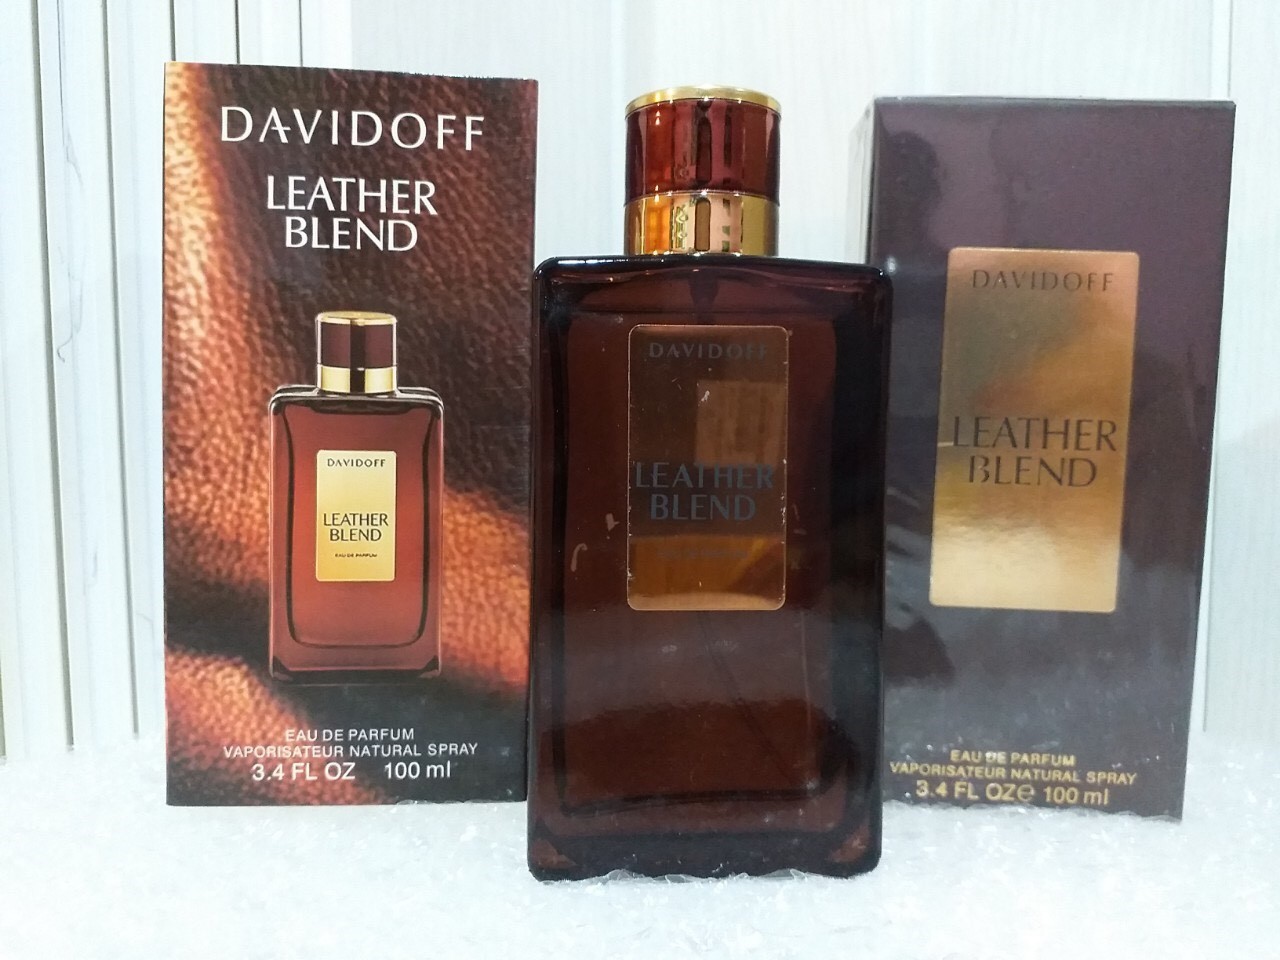 DAVIDOFF
LEATHER
BLEND
DAVIDOFF
LEATHER
BLEND
EAU DE PARFUM
EAU DE PARFUM
VAPORISATEUR NATURAL SPRAY
3.4 FL OZ 100 ml
DAVIDOFF
LEATHER
BLEND
DAVIDOFF
LEATHER
BLEND
EAU DE PARFUM
VAPORISATEUR NATURAL SPRAY
3.4 FL OZ℮ 100 ml